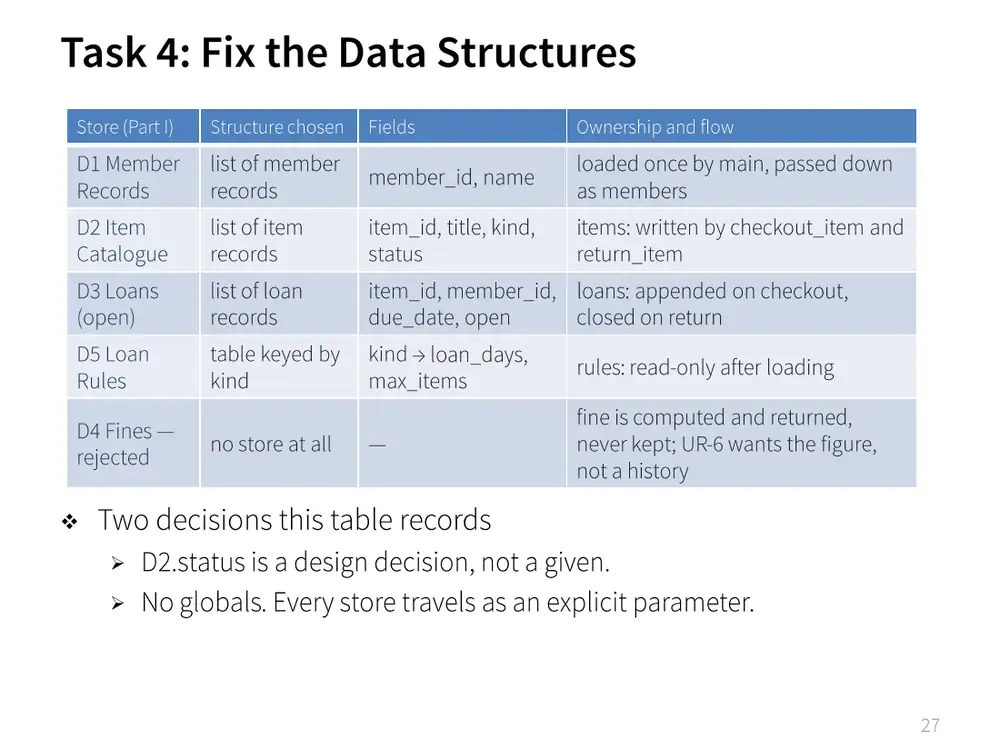 Task 4: Fix the Data Structures
Store (Part I) Structure chosen Fields Ownership and flow
D1 Member
Records
list of member
records
member_id, name
loaded once by main, passed down
as members
D2 Item
Catalogue
list of item
records
item_id, title, kind,
status
items: written by checkout_item and
return_item
D3 Loans
(open)
list of loan
records
item_id, member_id,
due_date, open
loans: appended on checkout,
closed on return
D5 Loan
Rules
table keyed by
kind
kind → loan_days,
max_items
rules: read-only after loading
D4 Fines —
rejected
no store at all
—
fine is computed and returned,
never kept; UR-6 wants the figure,
not a history
❖ Two decisions this table records
➢ D2.status is a design decision, not a given.
➢ No globals. Every store travels as an explicit parameter.
27